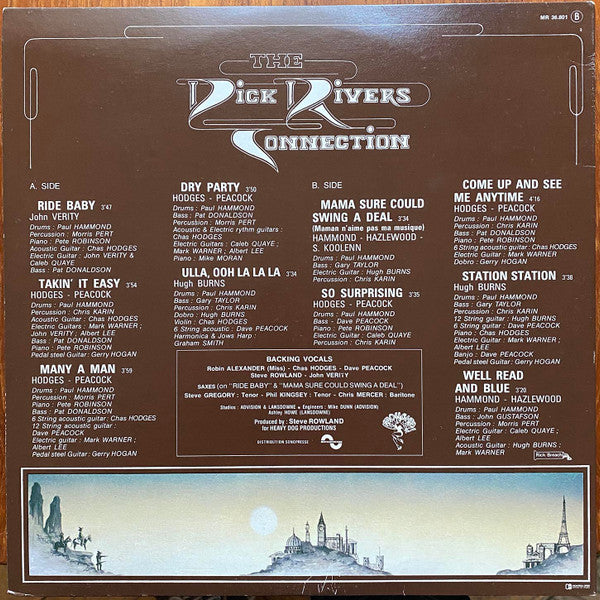 MR 36.801 B
THE
DICK RIVERS
CONNECTION
A. SIDE
RIDE BABY 3'47
John VERITY
Drums : Paul HAMMOND
Percussion : Morris PERT
Piano : Pete ROBINSON
Acoustic Guitar : Chas HODGES
Electric Guitars : John VERITY &
Caleb QUAYE
Bass : Pat DONALDSON
TAKIN' IT EASY 3'54
HODGES - PEACOCK
Drums : Paul HAMMOND
Percussion : Chris KARIN
Acoustic Guitar : Chas HODGES
Electric Guitars : Mark WARNER ;
John VERITY ; Albert LEE
Bass : Pat DONALDSON
Piano : Pete ROBINSON
Pedal steel Guitar : Gerry HOGAN
MANY A MAN 3'59
HODGES - PEACOCK
Drums : Paul HAMMOND
Percussion : Morris PERT
Piano : Pete ROBINSON
Bass : Pat DONALDSON
6 String acoustic guitar : Chas HODGES
12 String acoustic guitar :
Dave PEACOCK
Electric guitar : Mark WARNER ;
Albert LEE
Pedal steel guitar : Gerry HOGAN
DRY PARTY 3'50
HODGES - PEACOCK
Drums : Paul HAMMOND
Bass : Pat DONALDSON
Percussion : Morris PERT
Acoustic & Electric rythm guitars :
Chas HODGES
Electric Guitars : Caleb QUAYE ;
Mark WARNER ; Albert LEE
Piano : Mike MORAN
ULLA, OOH LA LA LA 3'34
Hugh BURNS
Drums : Paul HAMMOND
Bass : Gary TAYLOR
Percussion : Chris KARIN
Dobro : Hugh BURNS
Violin : Chas HODGES
6 String acoustic : Dave PEACOCK
Harmonica & Jows Harp :
Graham SMITH
B. SIDE
MAMA SURE COULD
SWING A DEAL 3'34
(Maman n'aime pas ma musique)
HAMMOND - HAZLEWOOD -
S. KOOLENN
Drums : Paul HAMMOND
Bass : Gary TAYLOR
Electric Guitar : Hugh BURNS
Percussion : Chris KARIN
SO SURPRISING 3'35
HODGES - PEACOCK
Drums : Paul HAMMOND
Bass : Dave PEACOCK
Piano : Pete ROBINSON
Electric Guitar : Caleb QUAYE
Percussion : Chris KARIN
COME UP AND SEE
ME ANYTIME 4'16
HODGES - PEACOCK
Drums : Paul HAMMOND
Percussion : Chris KARIN
Bass : Pat DONALDSON
Piano : Pete ROBINSON
6 String acoustic Guitar : Chas HODGES
Electric Guitar : Mark WARNER
Dobro : Gerry HOGAN
STATION STATION 3'38
Hugh BURNS
Drums : Paul HAMMOND
Percussion : Chris KARIN
12 String guitar : Hugh BURNS
6 String guitar : Hugh BURNS
Electric Guitar : Mark WARNER ;
Albert LEE
Banjo : Dave PEACOCK
Pedal steel Guitar : Gerry HOGAN
WELL READ
AND BLUE 3'20
HAMMOND - HAZLEWOOD
Drums : Paul HAMMOND
Bass : John GUSTAFSON
Percussion : Morris PERT
Electric Guitar : Caleb QUAYE ;
Albert LEE
Acoustic Guitar : Hugh BURNS ;
Mark WARNER
BACKING VOCALS
Robin ALEXANDER (Miss) - Chas HODGES - Dave PEACOCK
Steve ROWLAND - John VERITY
SAXES (on "RIDE BABY" & "MAMA SURE COULD SWING A DEAL")
Steve GREGORY : Tenor - Phil KINGSEY : Tenor - Chris MERCER : Baritone
Studios : ADVISION & LANSDOWNE • Engineers : Mike DUNN (ADVISION)
Ashley HOWE (LANSDOWNE)
Produced by : Steve ROWLAND
for HEAVY DOG PRODUCTIONS
DISTRIBUTION SONOPRESSE
Rick Breach